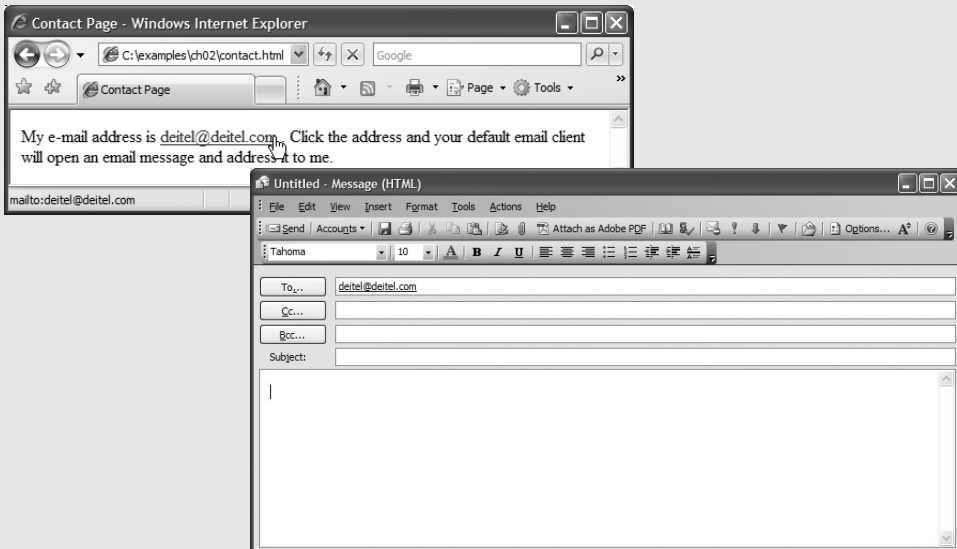 Contact Page - Windows Internet Explorer
C:\examples\ch02\contact.html
Google
Contact Page
Page
Tools
»
My e-mail address is deitel@deitel.com. Click the address and your default email client
will open an email message and address it to me.
mailto:deitel@deitel.com
Untitled - Message (HTML)
File Edit View Insert Format Tools Actions Help
Send Accounts Attach as Adobe PDF Options...
Tahoma 10 A B I U
To...
deitel@deitel.com
Cc...
Bcc...
Subject: